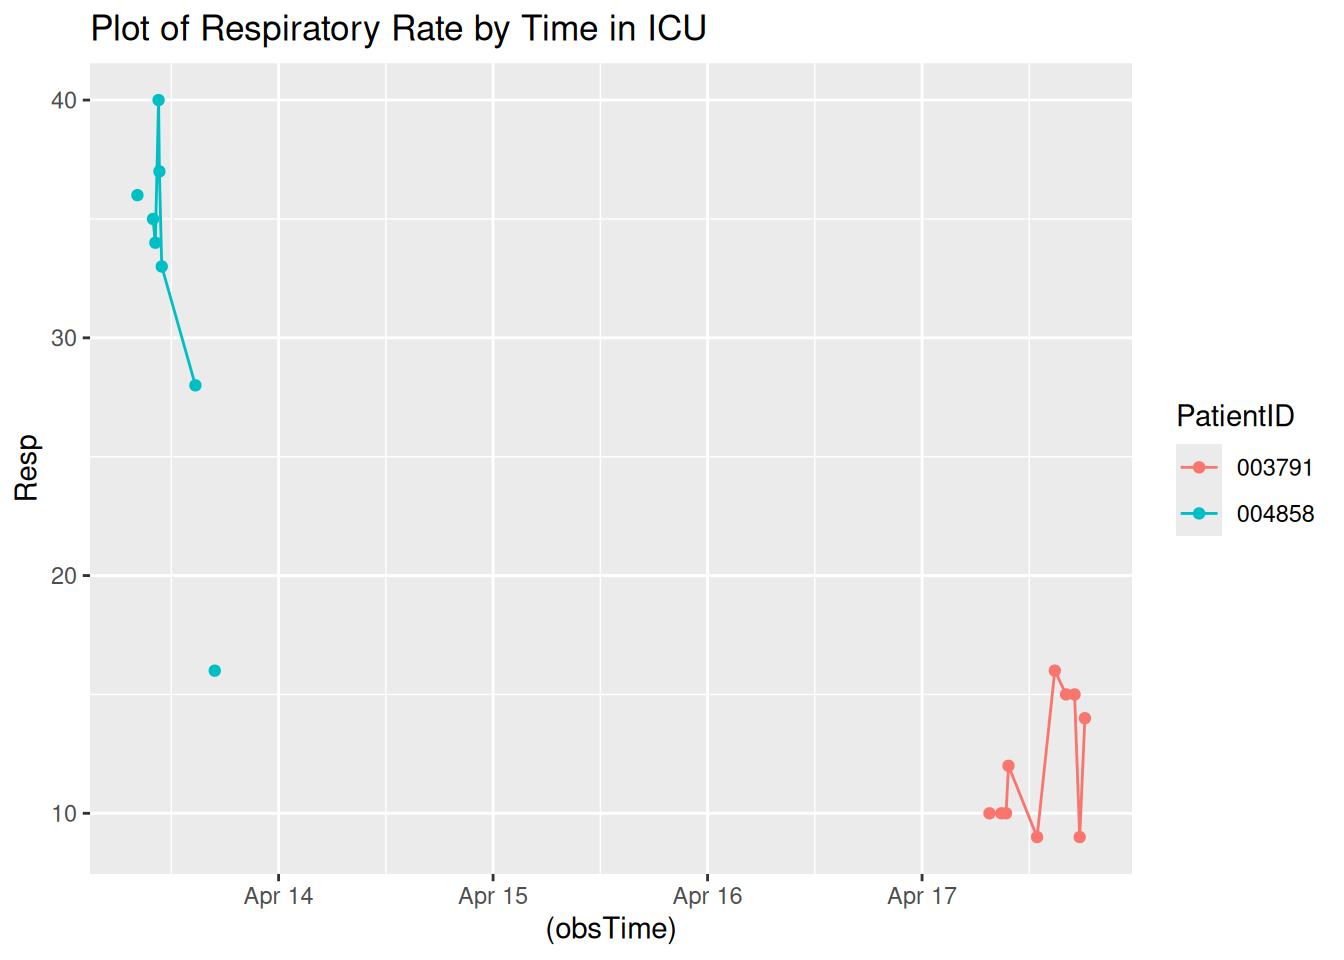 Plot of Respiratory Rate by Time in ICU
40
30
20
10
Resp
Apr 14
Apr 15
Apr 16
Apr 17
(obsTime)
PatientID
003791
004858